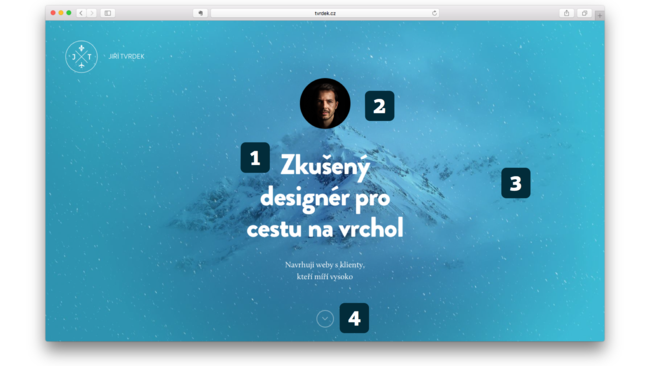 tvrdek.cz
J T
JIŘÍ TVRDEK
2
1
Zkušený
designér pro
cestu na vrchol
3
Navrhuji weby s klienty,
kteří míří vysoko
4